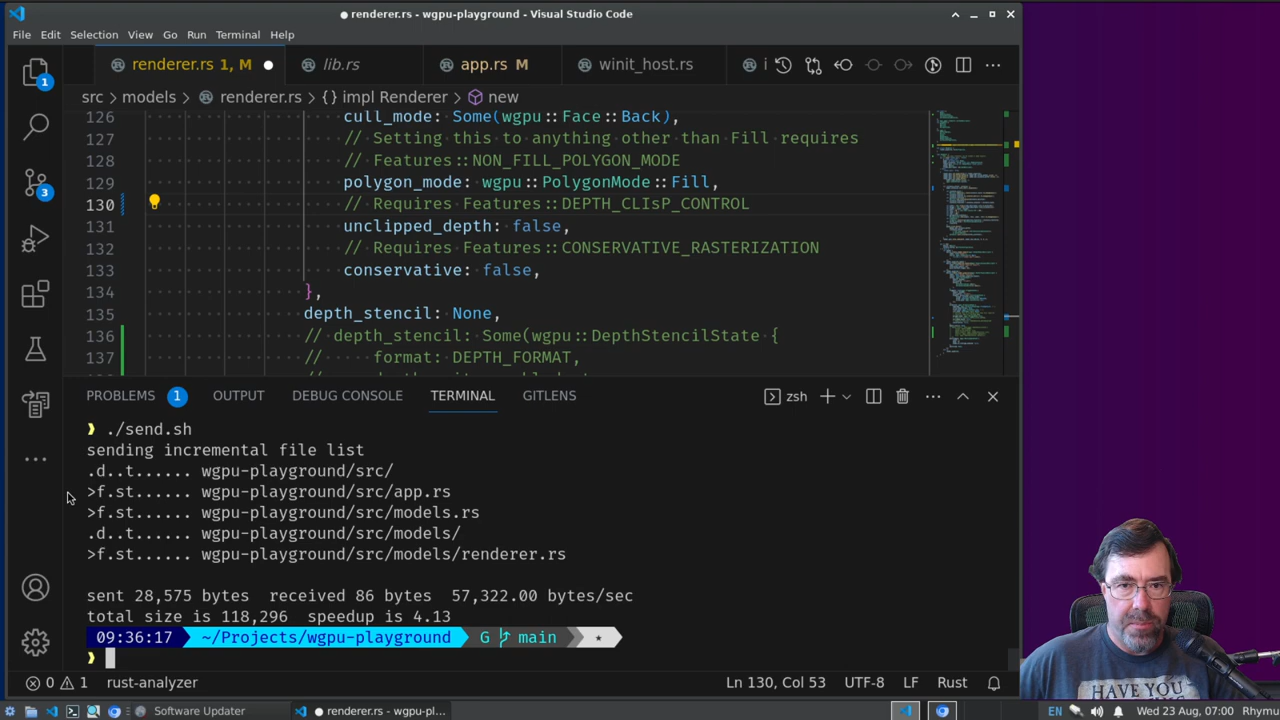 ● renderer.rs - wgpu-playground - Visual Studio Code
File Edit Selection View Go Run Terminal Help
renderer.rs 1, M ● lib.rs app.rs M winit_host.rs i
src > models > renderer.rs > {} impl Renderer > new
126 cull_mode: Some(wgpu::Face::Back),
127 // Setting this to anything other than Fill requires
128 // Features::NON_FILL_POLYGON_MODE
129 polygon_mode: wgpu::PolygonMode::Fill,
130 // Requires Features::DEPTH_CLIsP_CONTROL
131 unclipped_depth: false,
132 // Requires Features::CONSERVATIVE_RASTERIZATION
133 conservative: false,
134 },
135 depth_stencil: None,
136 // depth_stencil: Some(wgpu::DepthStencilState {
137 // format: DEPTH_FORMAT,
PROBLEMS 1 OUTPUT DEBUG CONSOLE TERMINAL GITLENS zsh
❱ ./send.sh
sending incremental file list
.d..t...... wgpu-playground/src/
>f.st...... wgpu-playground/src/app.rs
>f.st...... wgpu-playground/src/models.rs
.d..t...... wgpu-playground/src/models/
>f.st...... wgpu-playground/src/models/renderer.rs
sent 28,575 bytes received 86 bytes 57,322.00 bytes/sec
total size is 118,296 speedup is 4.13
09:36:17 ~/Projects/wgpu-playground G main ★
❱
0 1 rust-analyzer Ln 130, Col 53 UTF-8 LF Rust
Software Updater ● renderer.rs - wgpu-pl... EN Wed 23 Aug, 07:00 Rhymu
1
3
HAVE YOU